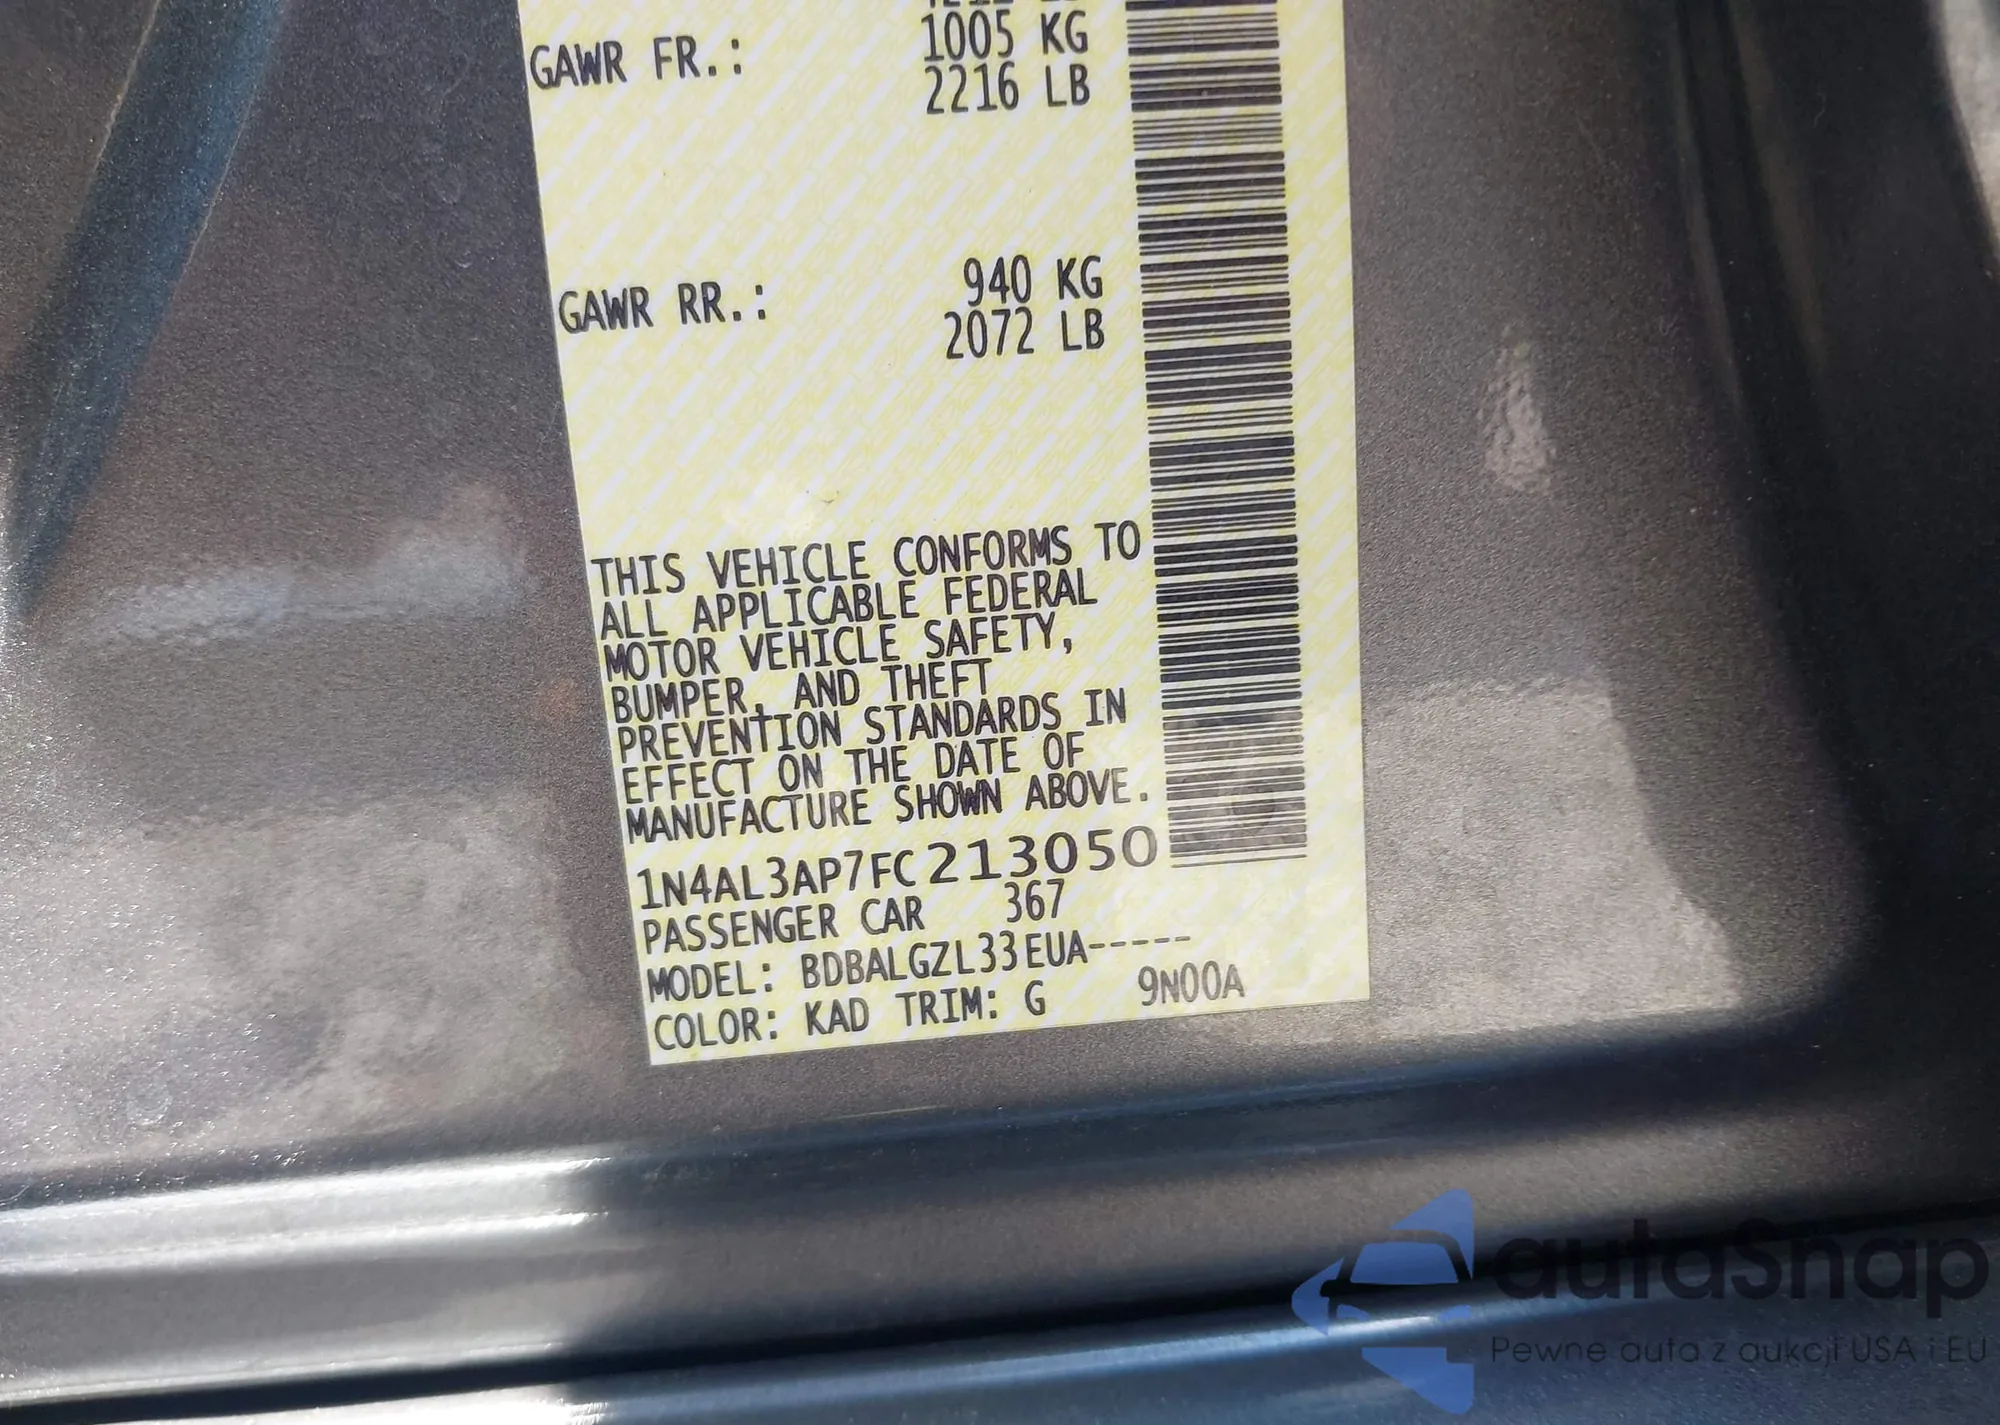 GAWR FR.: 1005 KG
2216 LB
GAWR RR.: 940 KG
2072 LB
THIS VEHICLE CONFORMS TO
ALL APPLICABLE FEDERAL
MOTOR VEHICLE SAFETY,
BUMPER, AND THEFT
PREVENTION STANDARDS IN
EFFECT ON THE DATE OF
MANUFACTURE SHOWN ABOVE.
1N4AL3AP7FC213050
PASSENGER CAR 367
MODEL: BDBALGZL33EUA-----
COLOR: KAD TRIM: G 9N00A
autoSnap
Pewne auta z aukcji USA i EU